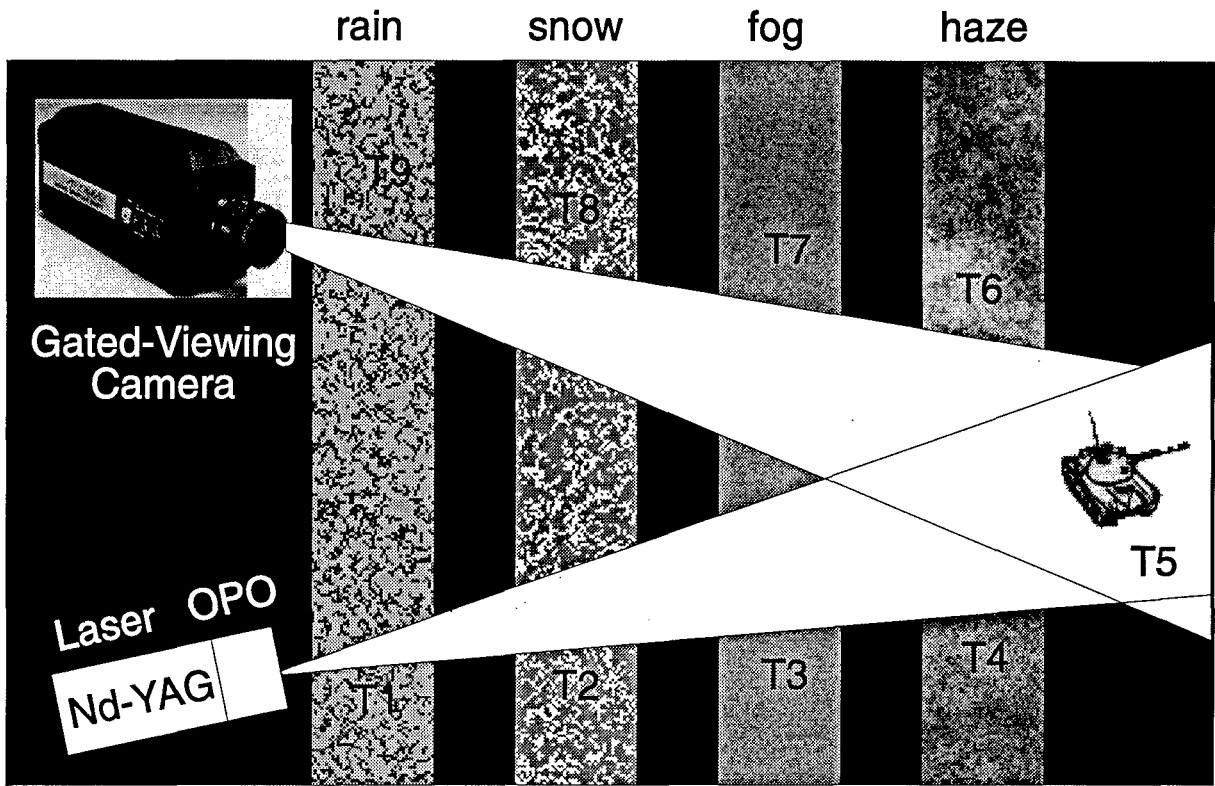 rain snow fog haze
T9
T8
T7
T6
Gated-Viewing
Camera
T5
Laser OPO
Nd-YAG
T1 T2 T3 T4